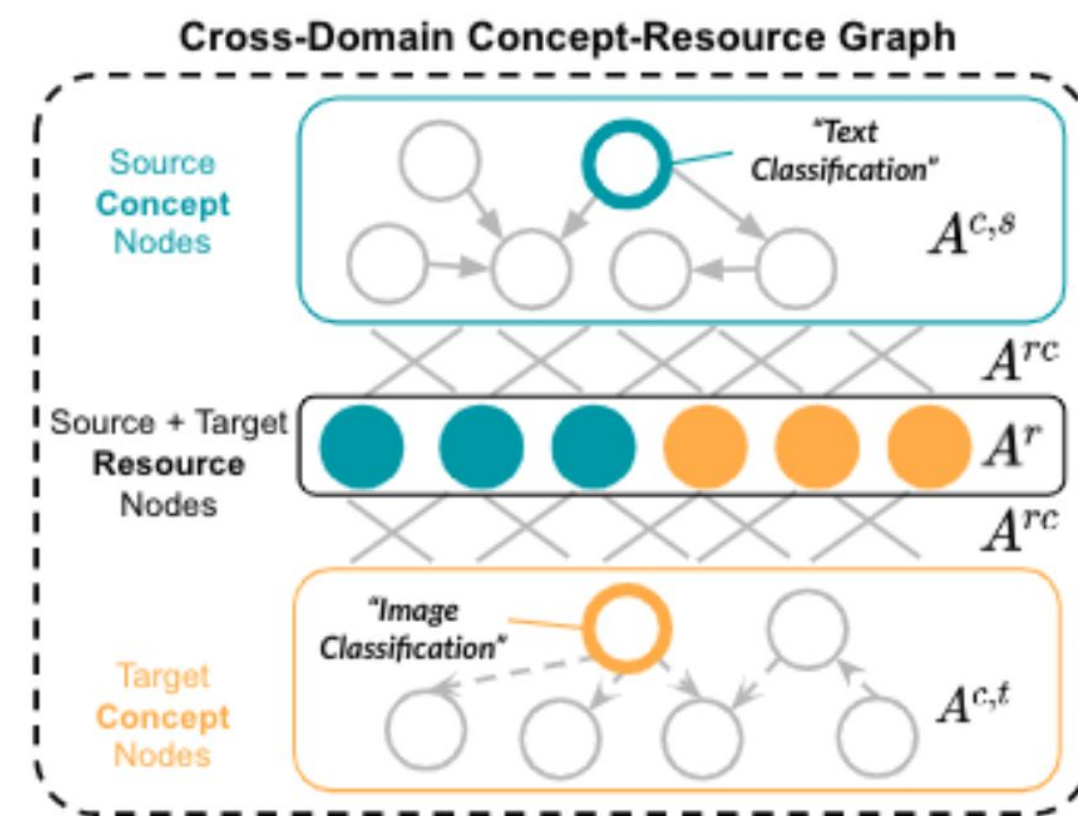 Cross-Domain Concept-Resource Graph
Source
Concept
Nodes
"Text
Classification"
A^{c,s}
A^{rc}
Source + Target
Resource
Nodes
A^{r}
A^{rc}
"Image
Classification"
Target
Concept
Nodes
A^{c,t}